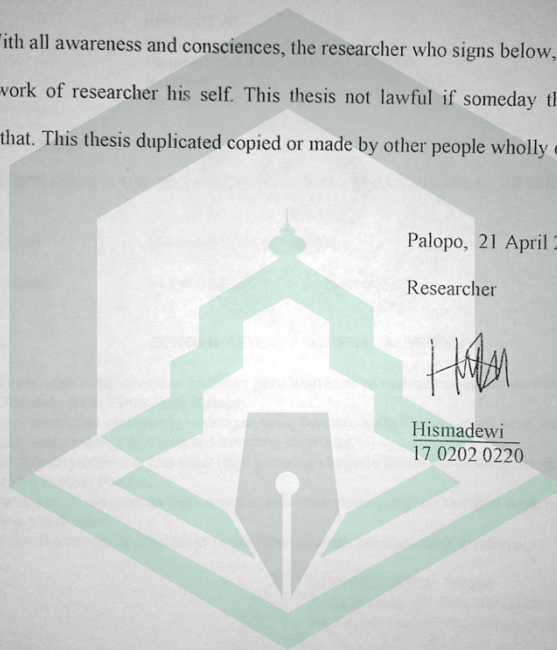 With all awareness and consciences, the researcher who signs below,
work of researcher his self. This thesis not lawful if someday
that. This thesis duplicated copied or made by other people wholly
Palopo, 21 April
Researcher
Hismadewi
17 0202 0220